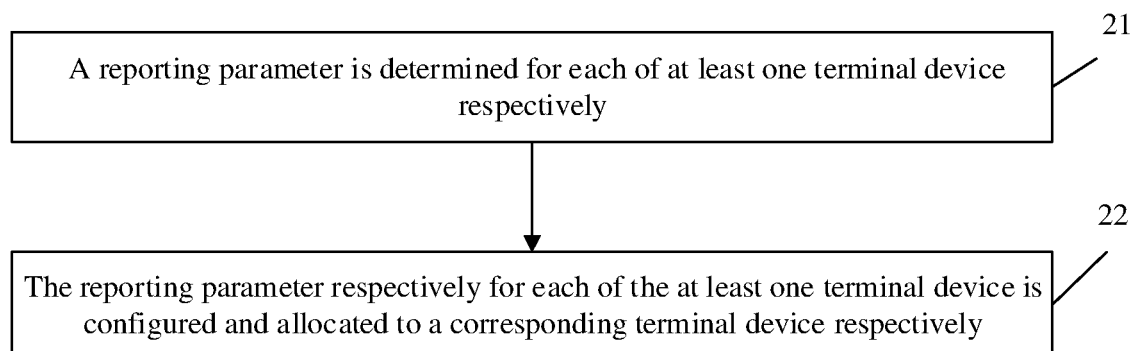 21
A reporting parameter is determined for each of at least one terminal device
respectively
22
The reporting parameter respectively for each of the at least one terminal device is
configured and allocated to a corresponding terminal device respectively